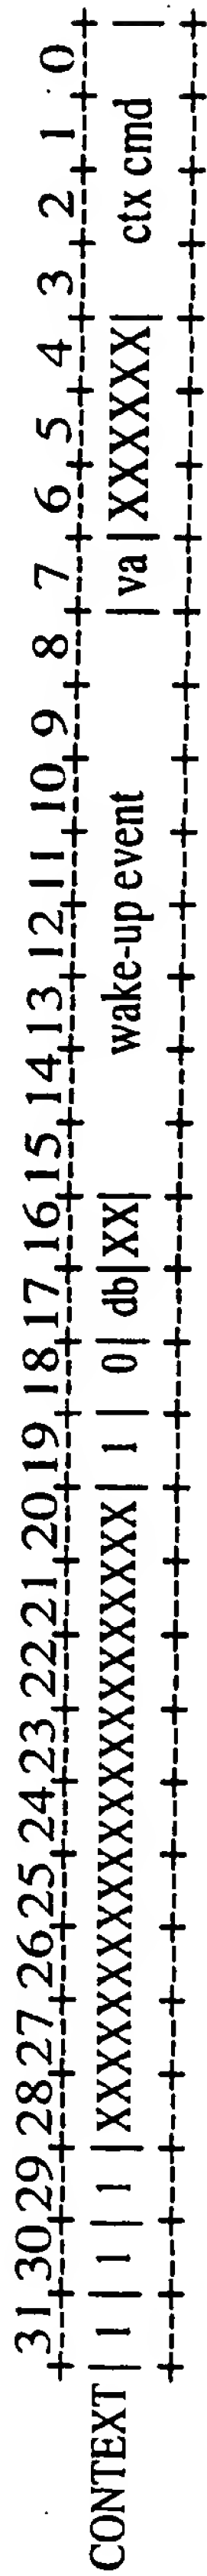 31 30 29 28 27 26 25 24 23 22 21 20 19 18 17 16 15 14 13 12 11 10 9 8 7 6 5 4 3 2 1 0
+--+--+--+--+--+--+--+--+--+--+--+--+--+--+--+--+--+--+--+--+--+--+--+--+--+--+--+--+--+--+--+--+
CONTEXT | 1 | 1 | 1 | XXXXXXXXXXXXXXXXXXXXXXXX | 1 | 0 | db | XX | wake-up event | va | XXXXXXX | ctx cmd |
+--+--+--+--+--+--+--+--+--+--+--+--+--+--+--+--+--+--+--+--+--+--+--+--+--+--+--+--+--+--+--+--+